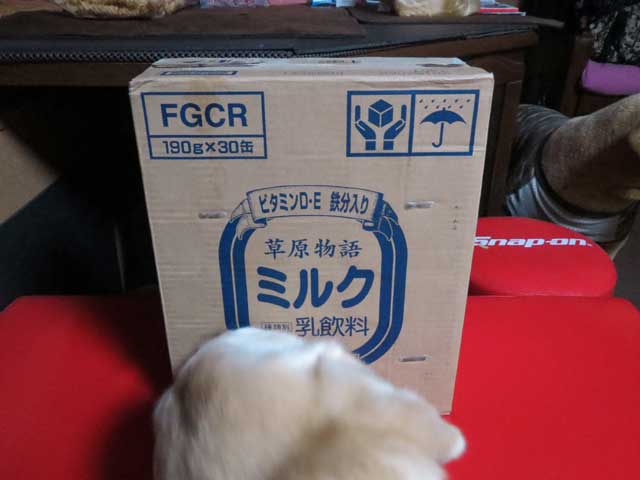 FGCR
190g×30缶
ビタミンD・E 鉄分入り
草原物語
ミルク
種類別 乳飲料
Snap-on